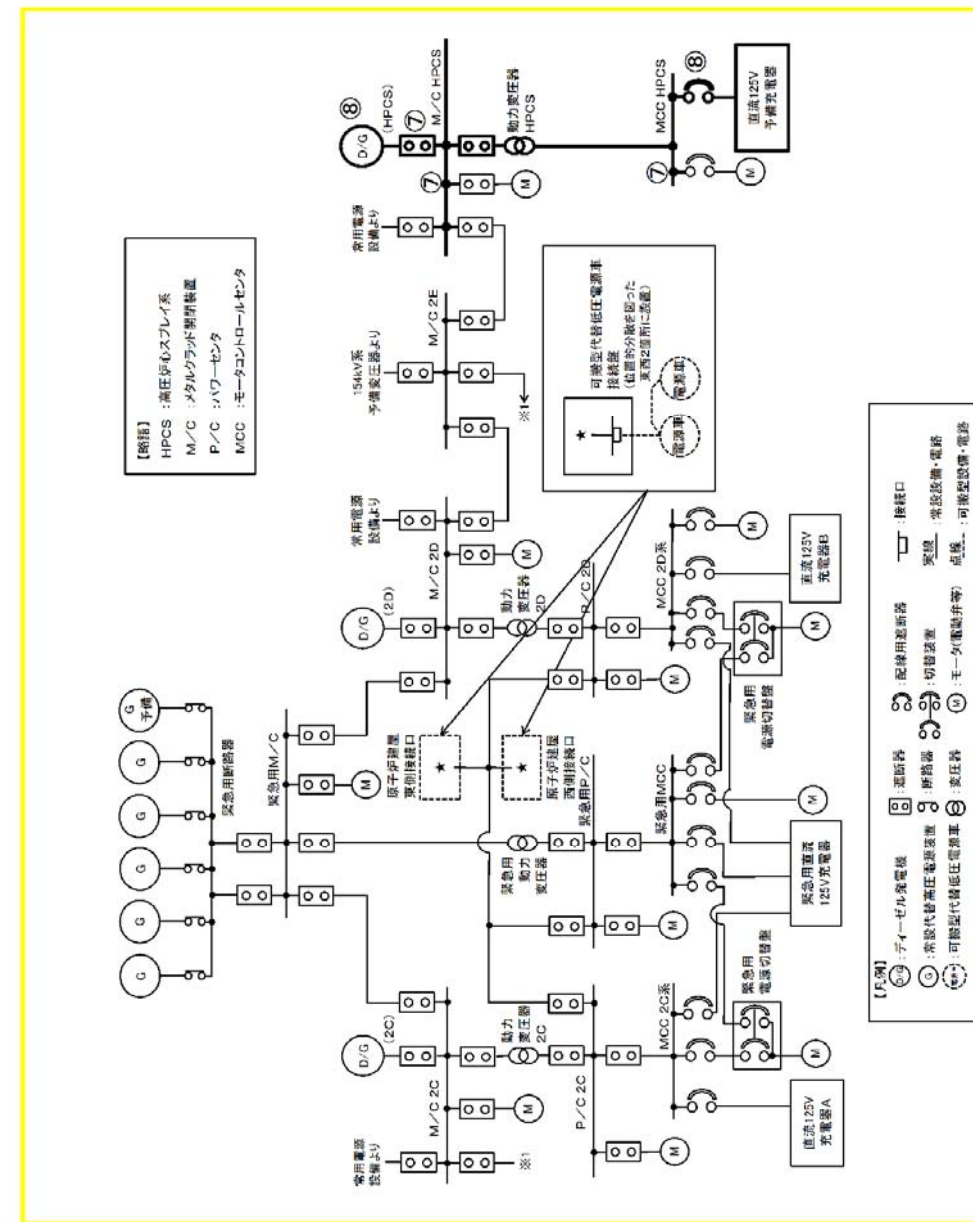 【略語】
HPCS :高圧炉心スプレイ系
M/C :メタルクラッド開閉装置
P/C :パワーセンタ
MCC :モータコントロールセンタ
G
G
G
G
G
G
予備
緊急用断路器
緊急用M/C
M
常用電源
設備より
D/G
(2C)
M/C 2C
M
※1
動力
変圧器
2C
P/C 2C
M
MCC 2C系
直流125V
充電器A
緊急用
電源切替盤
M
緊急用
動力
変圧器
緊急用P/C
M
緊急用MCC
M
緊急用直流
125V充電器
原子炉建屋
東側接続口
★
★
原子炉建屋
西側接続口
D/G
(2D)
常用電源
設備より
M/C 2D
M
動力
変圧器
2D
P/C 2D
M
MCC 2D系
緊急用
電源切替盤
M
直流125V
充電器B
M
154kV系
予備変圧器より
M/C 2E
※1
可搬型代替低圧電源車
接続盤
(位置的分散を図った
東西2箇所に設置)
★
電源車
電源車
常用電源
設備より
⑧
D/G
(HPCS)
⑦
M/C HPCS
⑦
M
動力変圧器
HPCS
MCC HPCS
⑦
M
⑧
直流125V
予備充電器
【凡例】
D/G :ディーゼル発電機
G :常設代替高圧電源装置
電源車 :可搬型代替低圧電源車
:遮断器
:断路器
:変圧器
:配線用遮断器
:切替装置
M :モータ(電動弁等)
:接続口
実線 :常設設備・電路
点線 :可搬型設備・電路